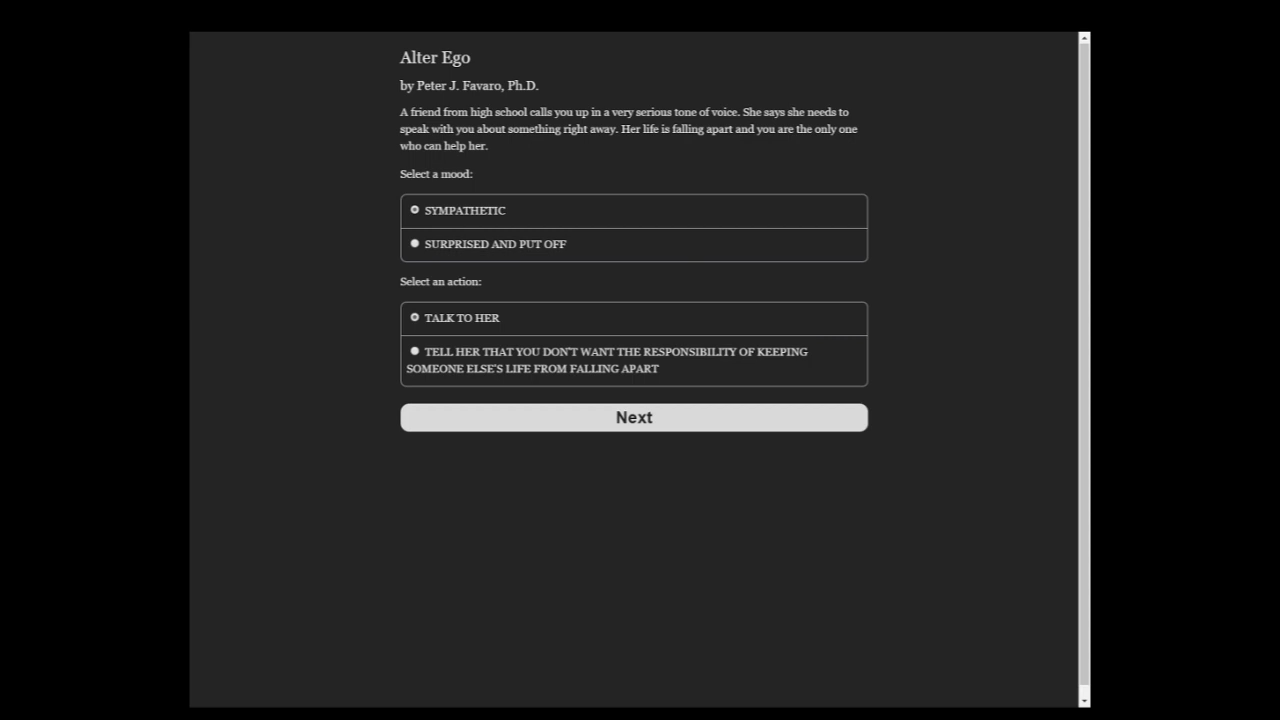 Alter Ego
by Peter J. Favaro, Ph.D.
A friend from high school calls you up in a very serious tone of voice. She says she needs to
speak with you about something right away. Her life is falling apart and you are the only one
who can help her.
Select a mood:
SYMPATHETIC
SURPRISED AND PUT OFF
Select an action:
TALK TO HER
TELL HER THAT YOU DON'T WANT THE RESPONSIBILITY OF KEEPING
SOMEONE ELSE'S LIFE FROM FALLING APART
Next